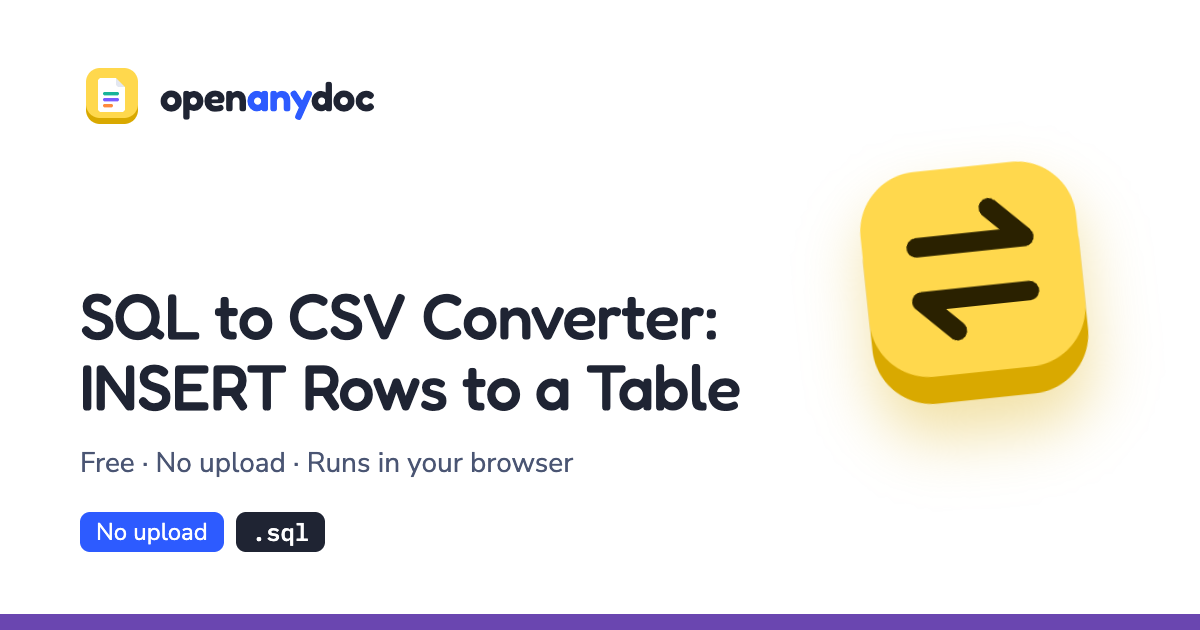 openanydoc
SQL to CSV Converter:
INSERT Rows to a Table
Free · No upload · Runs in your browser
No upload
.sql